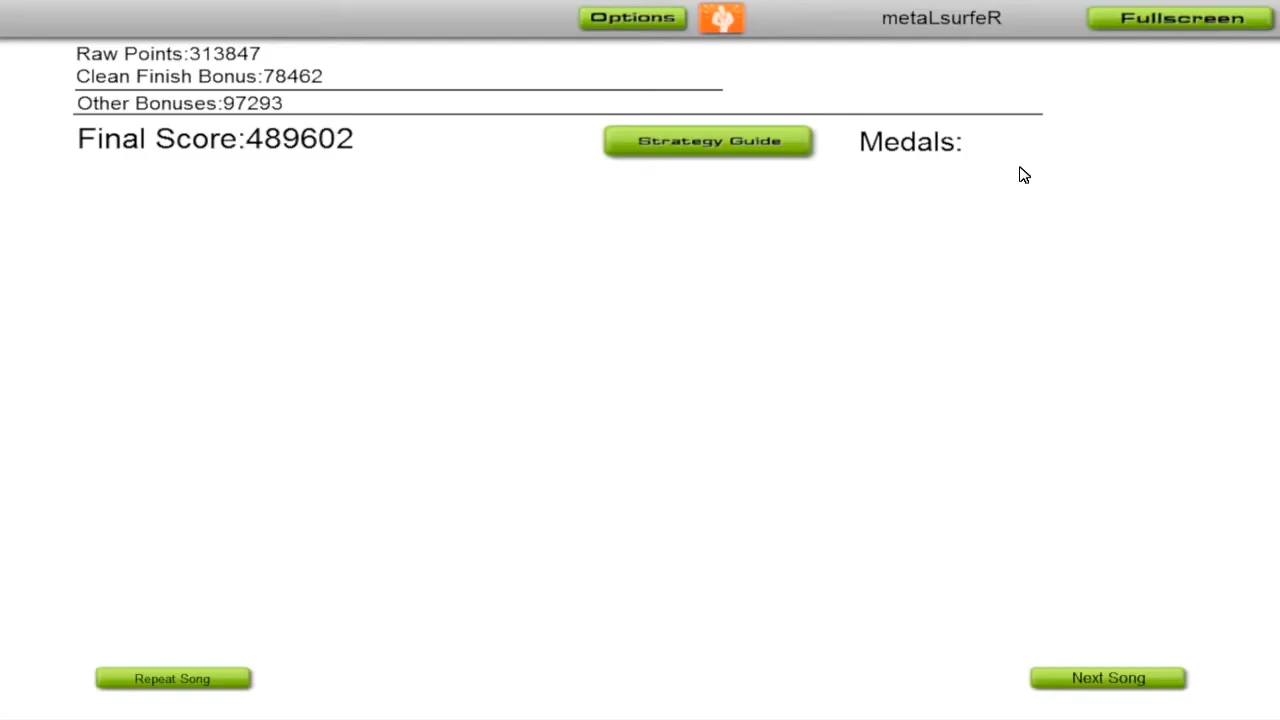 Options
metaLsurfeR
Fullscreen
Raw Points:313847
Clean Finish Bonus:78462
Other Bonuses:97293
Final Score:489602
Strategy Guide
Medals:
Repeat Song
Next Song